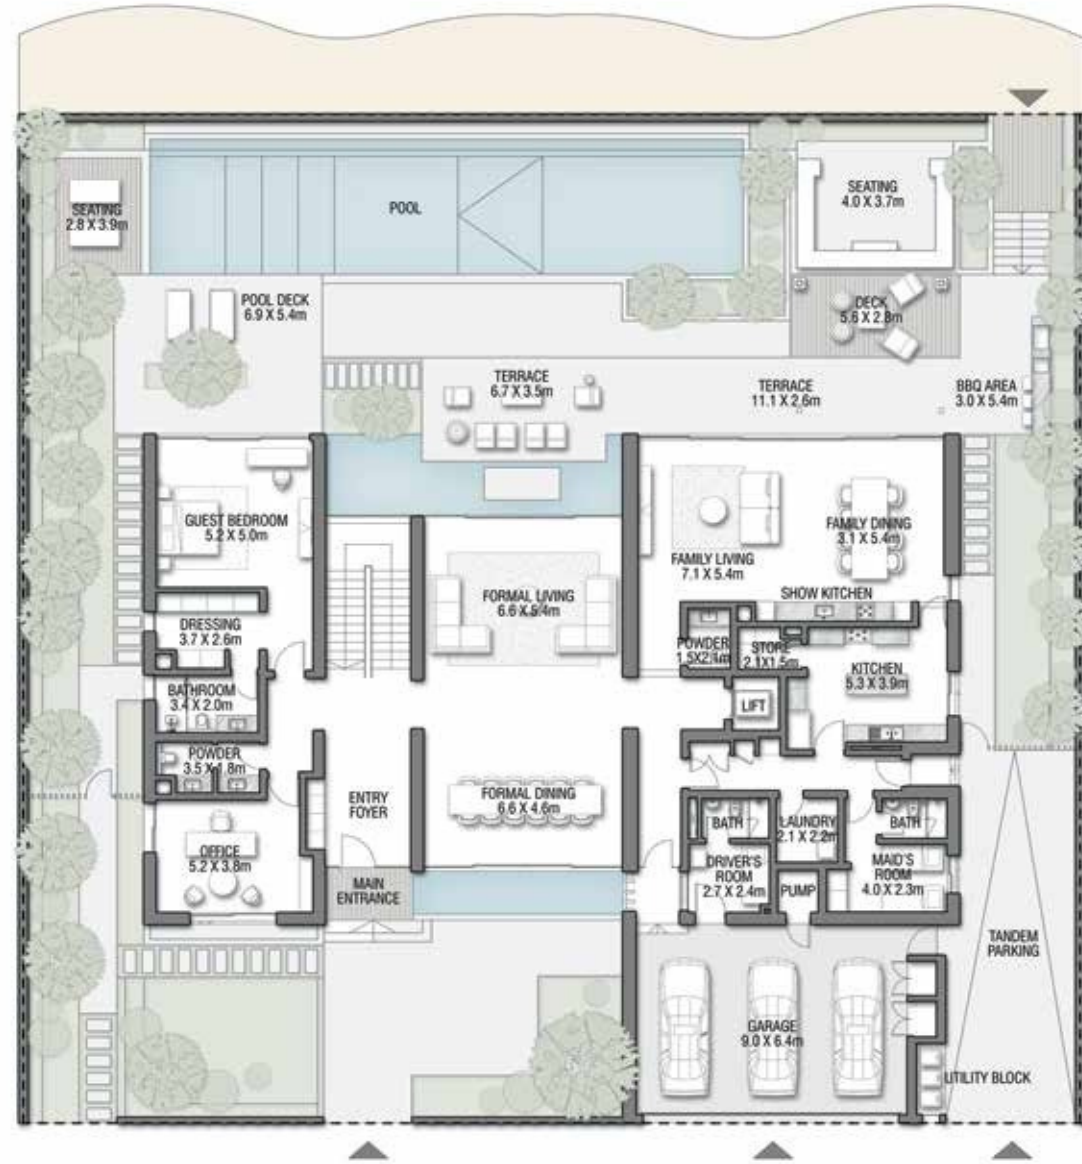 SEATING
2.8 X 3.9m
POOL
SEATING
4.0 X 3.7m
POOL DECK
6.9 X 5.4m
DECK
5.6 X 2.8m
TERRACE
6.7 X 3.5m
TERRACE
11.1 X 2.6m
BBQ AREA
3.0 X 5.4m
GUEST BEDROOM
5.2 X 5.0m
FAMILY DINING
3.1 X 5.4m
FAMILY LIVING
7.1 X 5.4m
FORMAL LIVING
6.6 X 5.4m
SHOW KITCHEN
DRESSING
3.7 X 2.6m
POWDER
1.5X2.1m
STORE
2.1X1.5m
KITCHEN
5.3 X 3.9m
BATHROOM
3.4 X 2.0m
LIFT
POWDER
3.5 X 1.8m
ENTRY
FOYER
FORMAL DINING
6.6 X 4.6m
BATH
LAUNDRY
2.1 X 2.2m
BATH
OFFICE
5.2 X 3.8m
MAIN
ENTRANCE
DRIVER'S
ROOM
2.7 X 2.4m
PUMP
MAID'S
ROOM
4.0 X 2.3m
TANDEM
PARKING
GARAGE
9.0 X 6.4m
UTILITY BLOCK